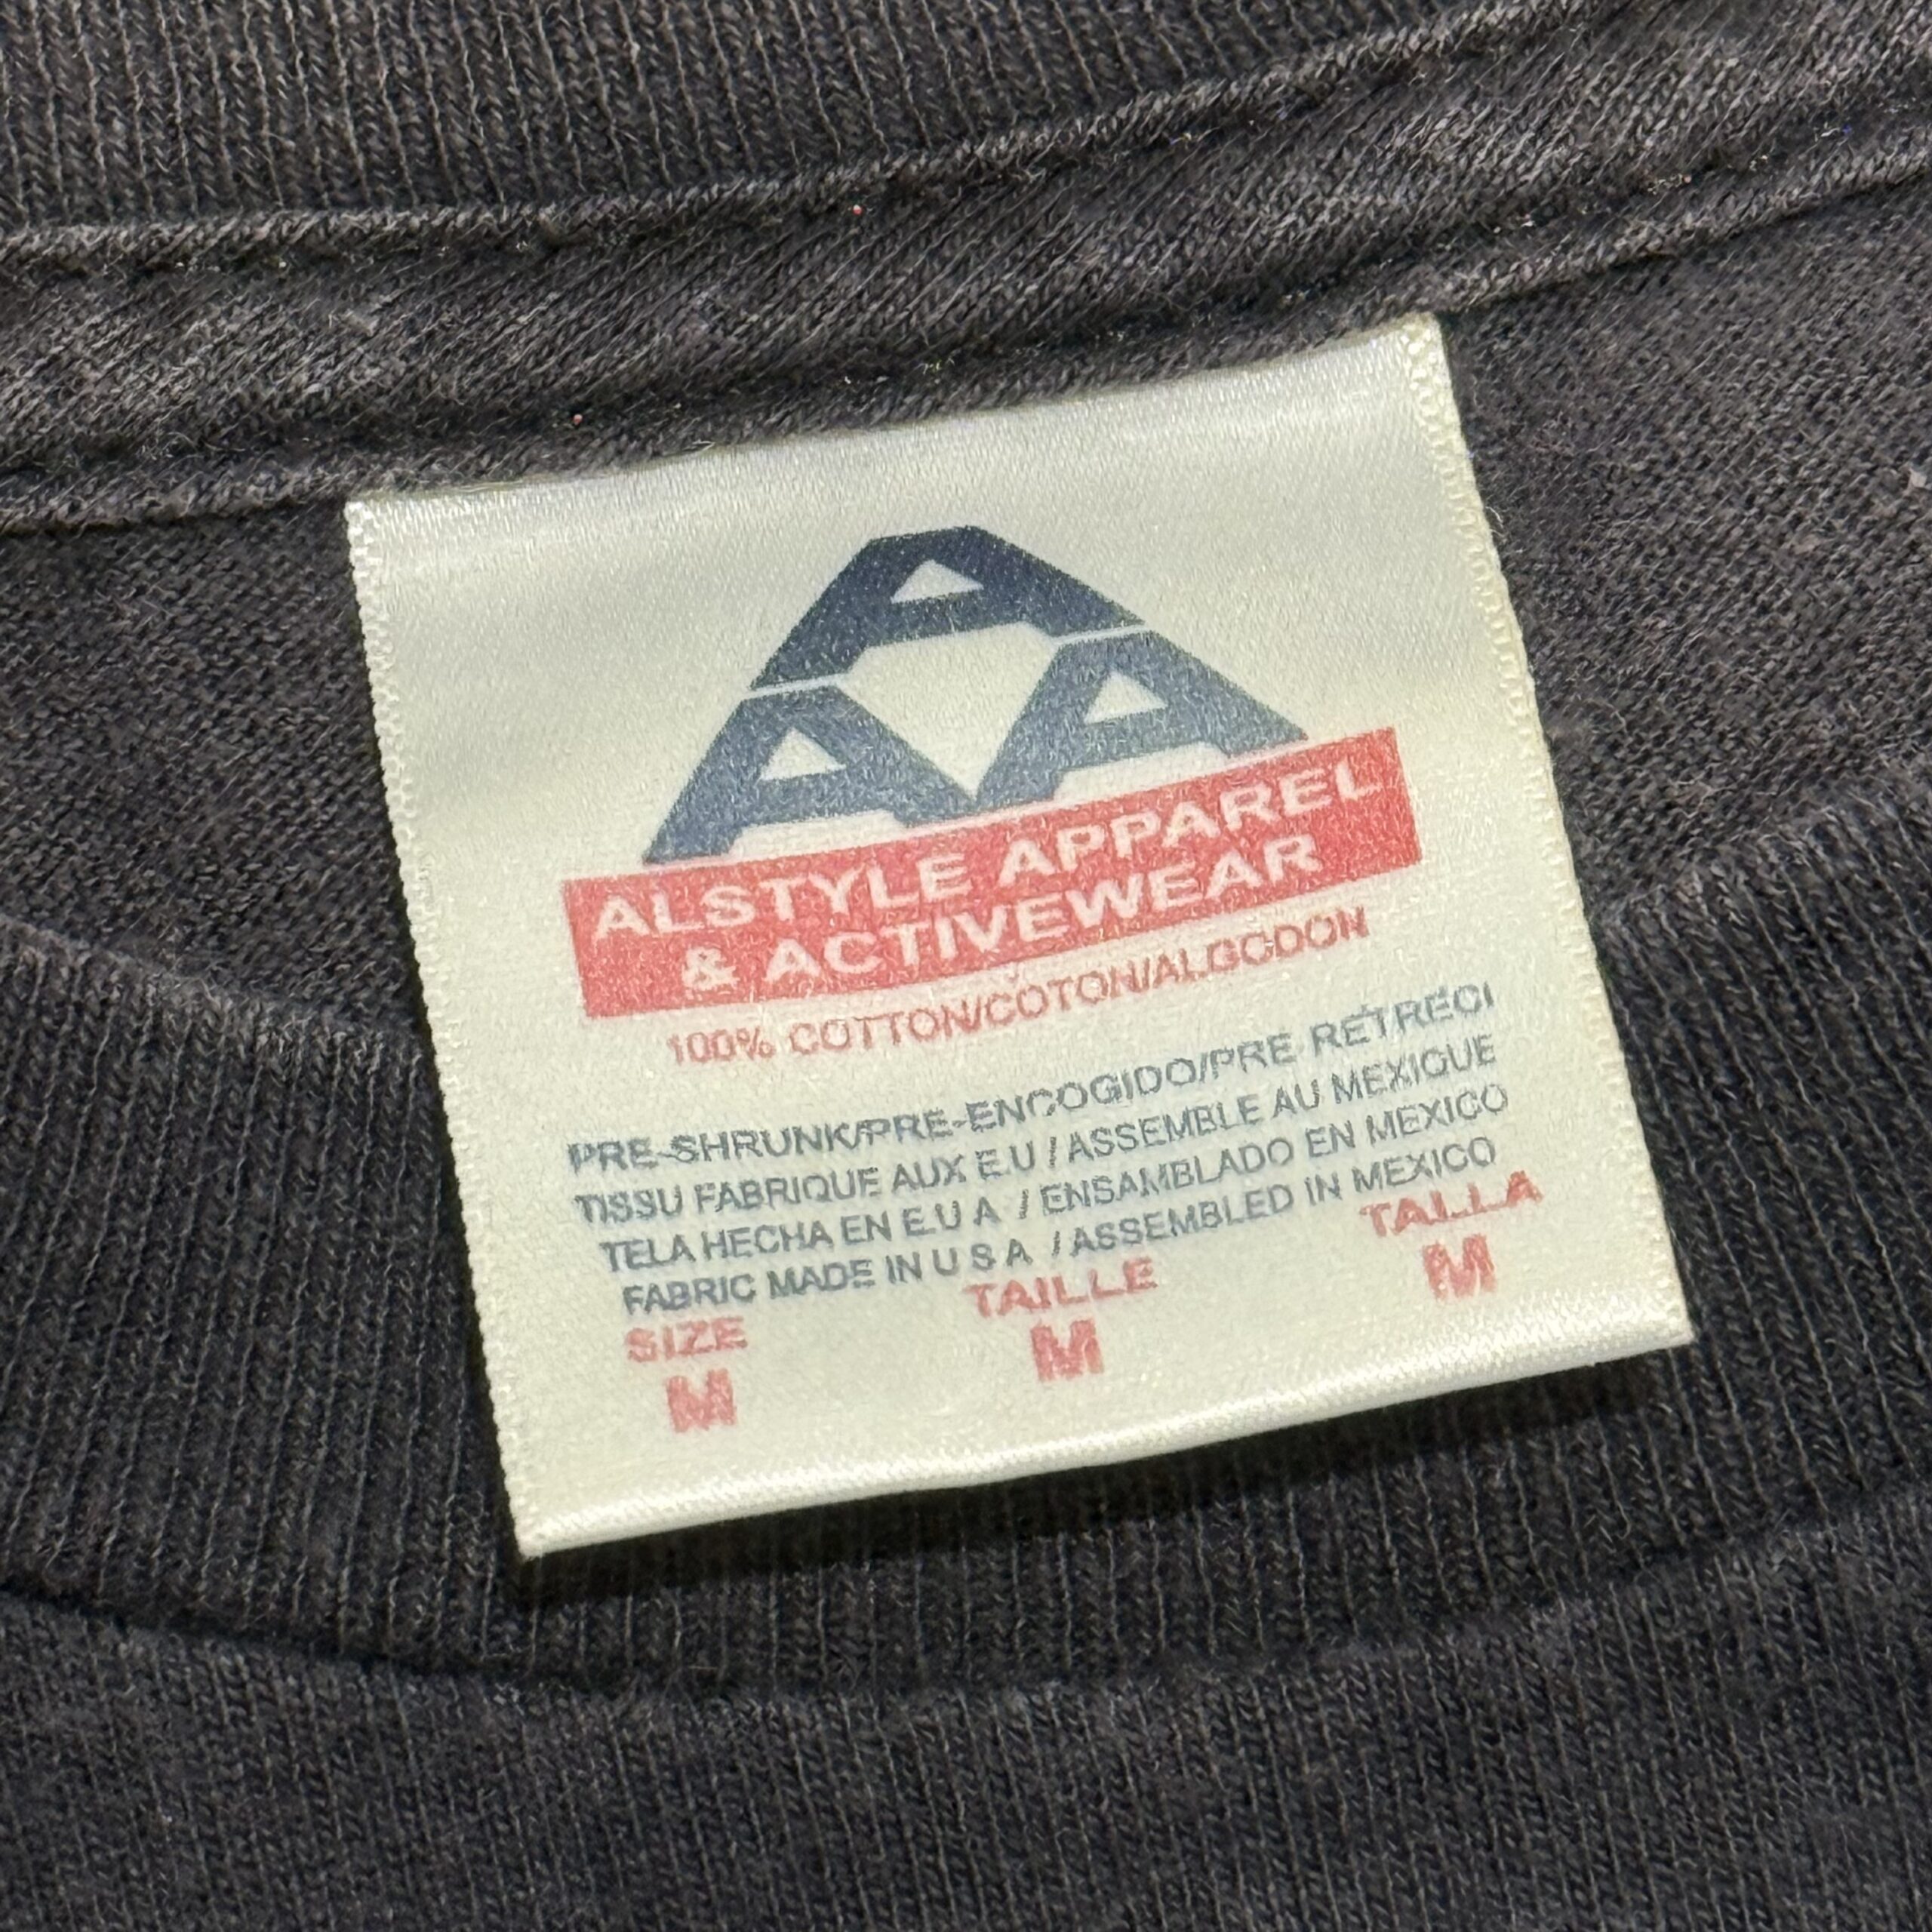 A
A A
ALSTYLE APPAREL
& ACTIVEWEAR
100% COTTON/COTON/ALGODON
PRE-SHRUNK/PRE-ENCOGIDO/PRE RÉTRÉCI
TISSU FABRIQUE AUX E.U / ASSEMBLE AU MEXIQUE
TELA HECHA EN E.U A / ENSAMBLADO EN MEXICO
FABRIC MADE IN U S A / ASSEMBLED IN MEXICO
SIZE TAILLE TALLA
M M M